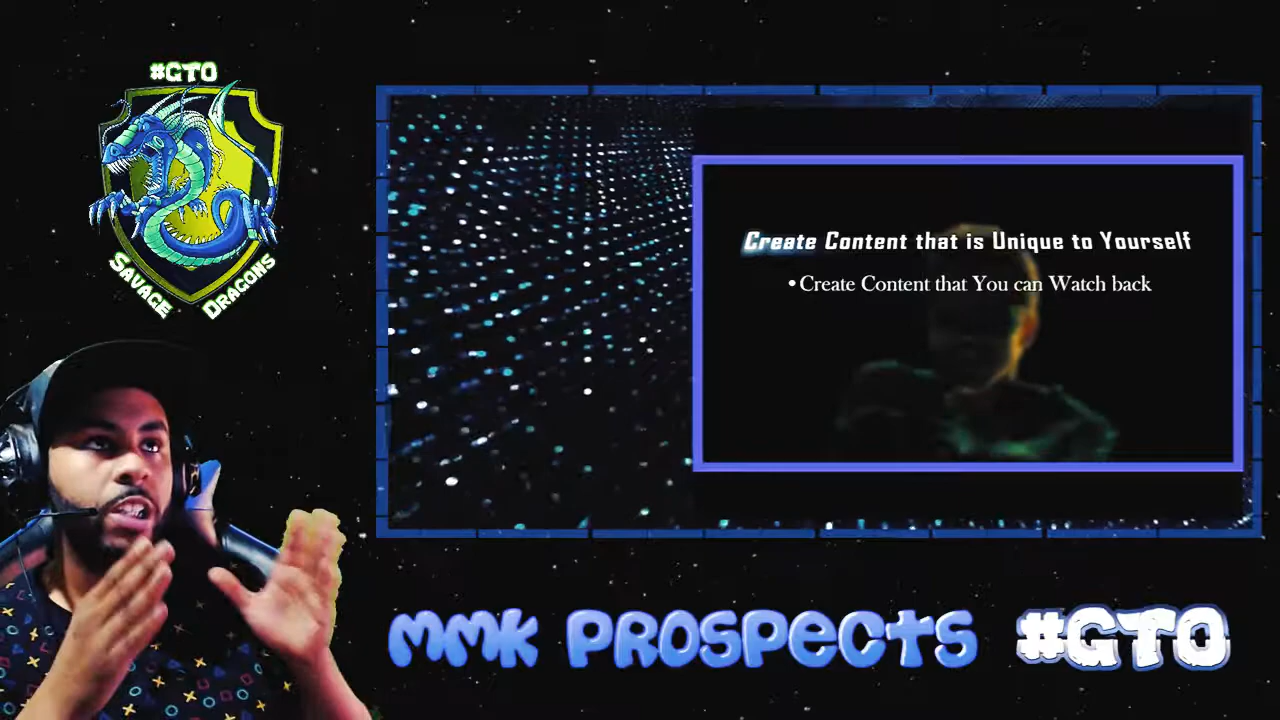 #GTO
SAVAGE DRAGONS
Create Content that is Unique to Yourself
•Create Content that You can Watch back
MMK PROSPECTS #GTO